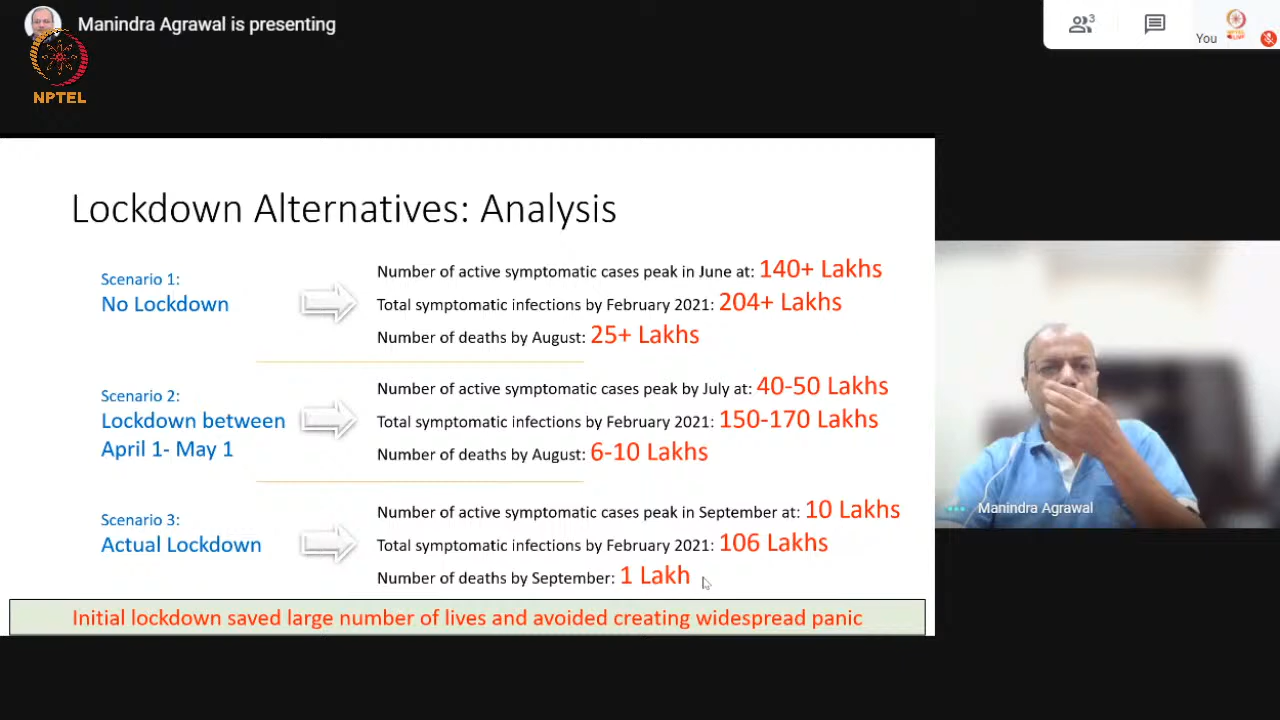 Manindra Agrawal is presenting
3
You
NPTEL
Lockdown Alternatives: Analysis
Scenario 1:
No Lockdown
Number of active symptomatic cases peak in June at: 140+ Lakhs
Total symptomatic infections by February 2021: 204+ Lakhs
Number of deaths by August: 25+ Lakhs
Scenario 2:
Lockdown between
April 1- May 1
Number of active symptomatic cases peak by July at: 40-50 Lakhs
Total symptomatic infections by February 2021: 150-170 Lakhs
Number of deaths by August: 6-10 Lakhs
Scenario 3:
Actual Lockdown
Number of active symptomatic cases peak in September at: 10 Lakhs
Total symptomatic infections by February 2021: 106 Lakhs
Number of deaths by September: 1 Lakh
Initial lockdown saved large number of lives and avoided creating widespread panic
Manindra Agrawal